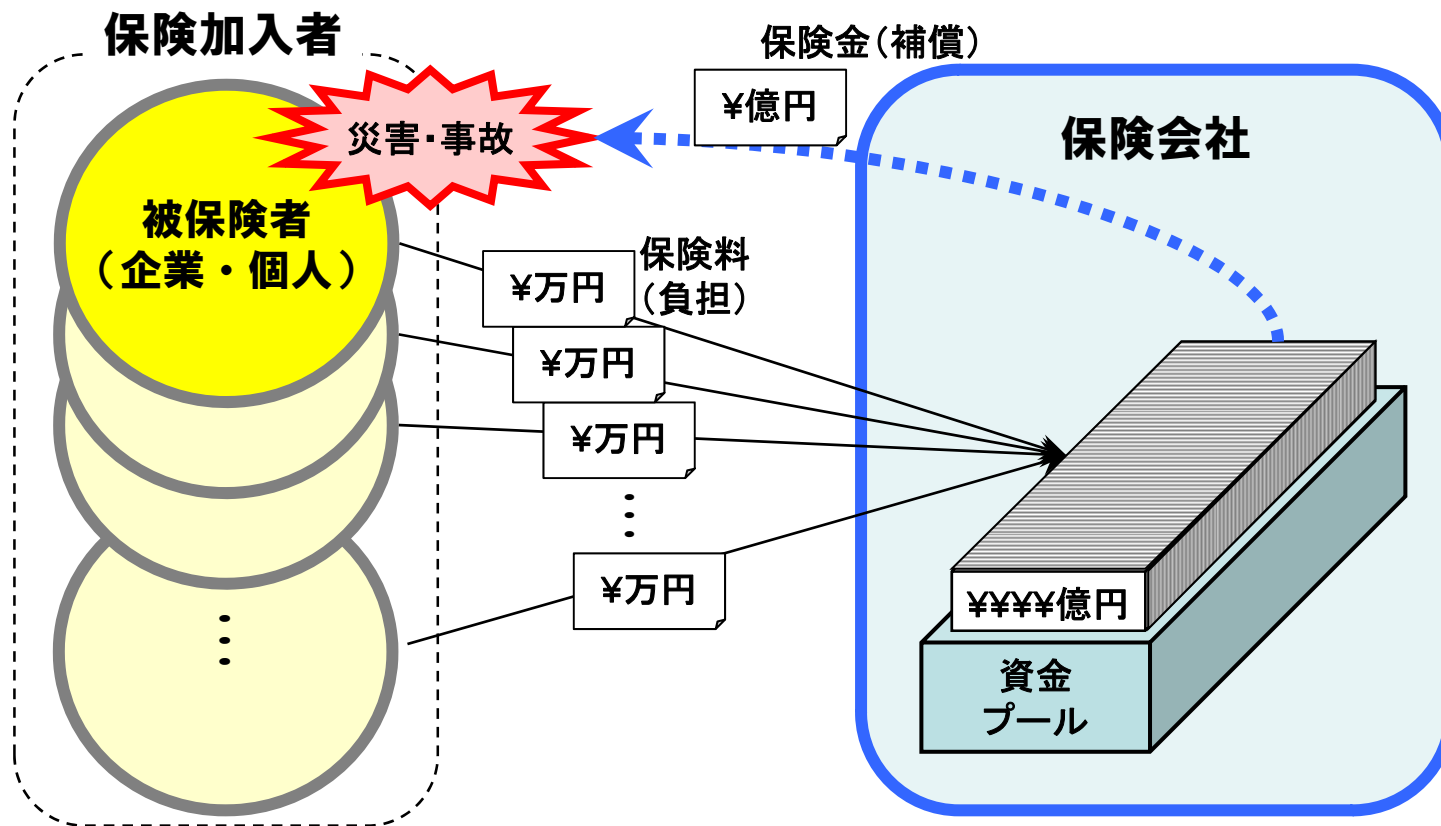 保険加入者
災害・事故
被保険者
（企業・個人）
保険金（補償）
¥億円
保険会社
保険料
（負担）
¥万円
¥万円
¥万円
¥万円
¥¥¥¥億円
資金
プール